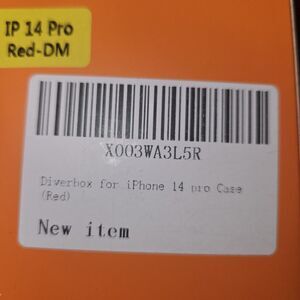 IP 14 Pro
Red-DM
X003WA3L5R
Diverbox for iPhone 14 pro Case
(Red)
New item